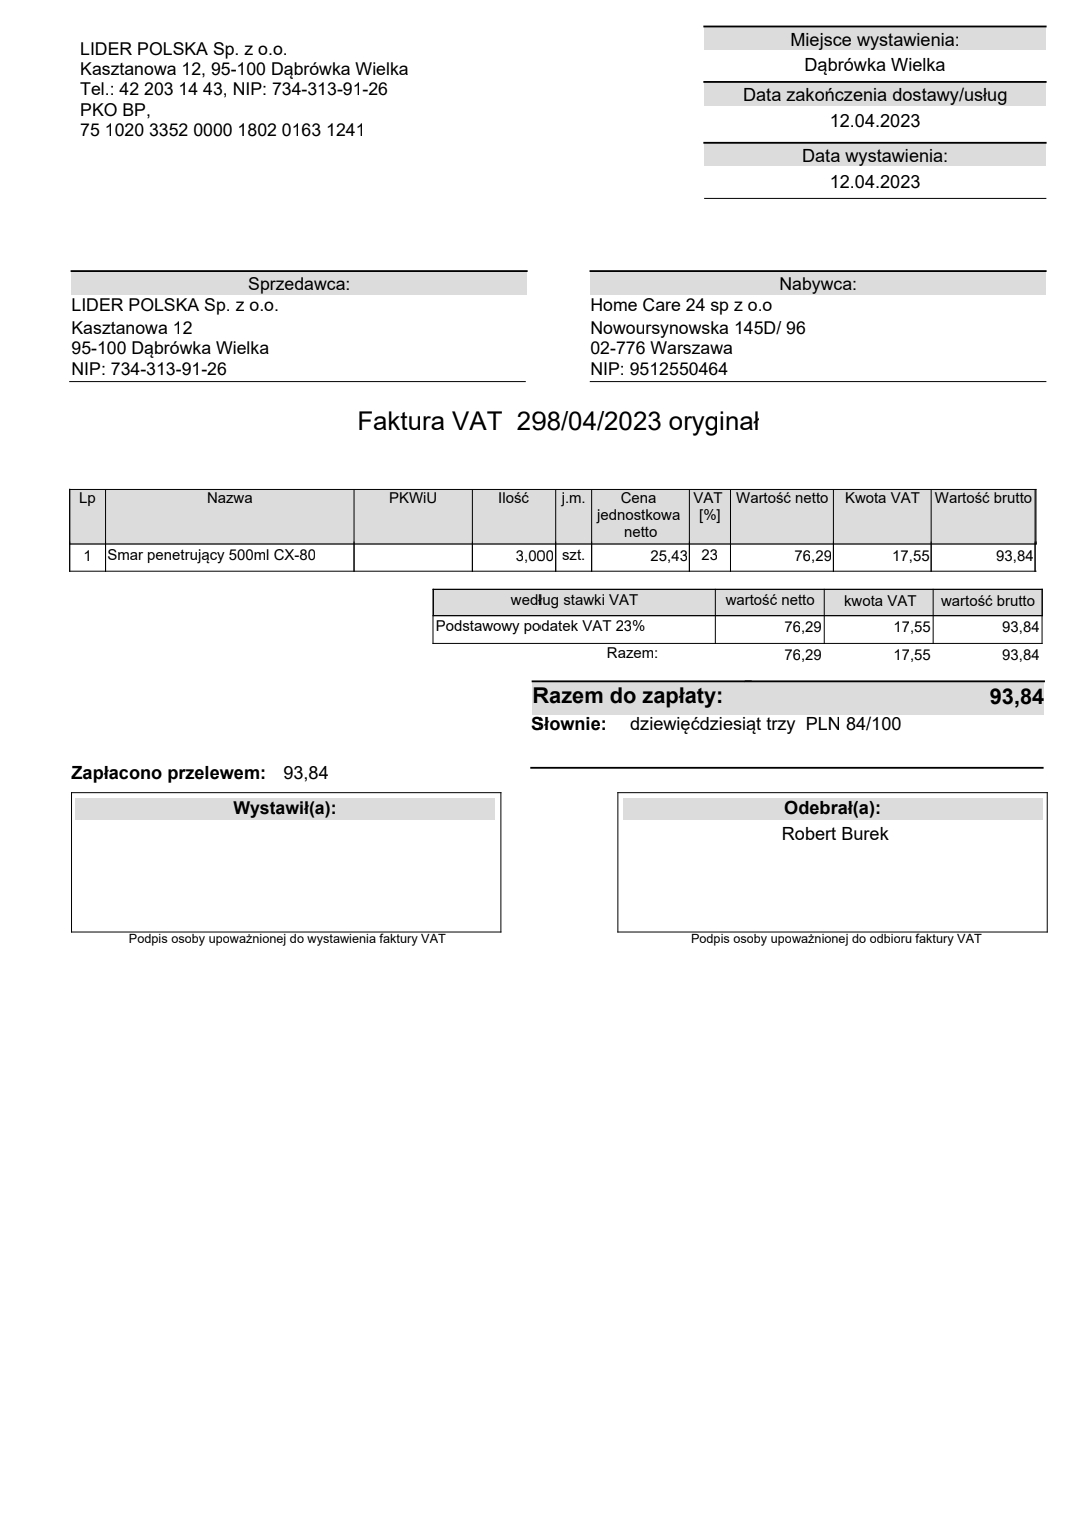 LIDER POLSKA Sp. z o.o.
Kasztanowa 12, 95-100 Dąbrówka Wielka
Tel.: 42 203 14 43, NIP: 734-313-91-26
PKO BP,
75 1020 3352 0000 1802 0163 1241
Miejsce wystawienia:
Dąbrówka Wielka
Data zakończenia dostawy/usług
12.04.2023
Data wystawienia:
12.04.2023
Sprzedawca:
LIDER POLSKA Sp. z o.o.
Kasztanowa 12
95-100 Dąbrówka Wielka
NIP: 734-313-91-26
Nabywca:
Home Care 24 sp z o.o
Nowoursynowska 145D/ 96
02-776 Warszawa
NIP: 9512550464
Faktura VAT 298/04/2023 oryginał
Lp Nazwa PKWiU Ilość j.m. Cena jednostkowa netto VAT [%] Wartość netto Kwota VAT Wartość brutto
1 Smar penetrujący 500ml CX-80 3,000 szt. 25,43 23 76,29 17,55 93,84
według stawki VAT wartość netto kwota VAT wartość brutto
Podstawowy podatek VAT 23% 76,29 17,55 93,84
Razem: 76,29 17,55 93,84
Razem do zapłaty: 93,84
Słownie: dziewięćdziesiąt trzy PLN 84/100
Zapłacono przelewem: 93,84
Wystawił(a):
Podpis osoby upoważnionej do wystawienia faktury VAT
Odebrał(a):
Robert Burek
Podpis osoby upoważnionej do odbioru faktury VAT